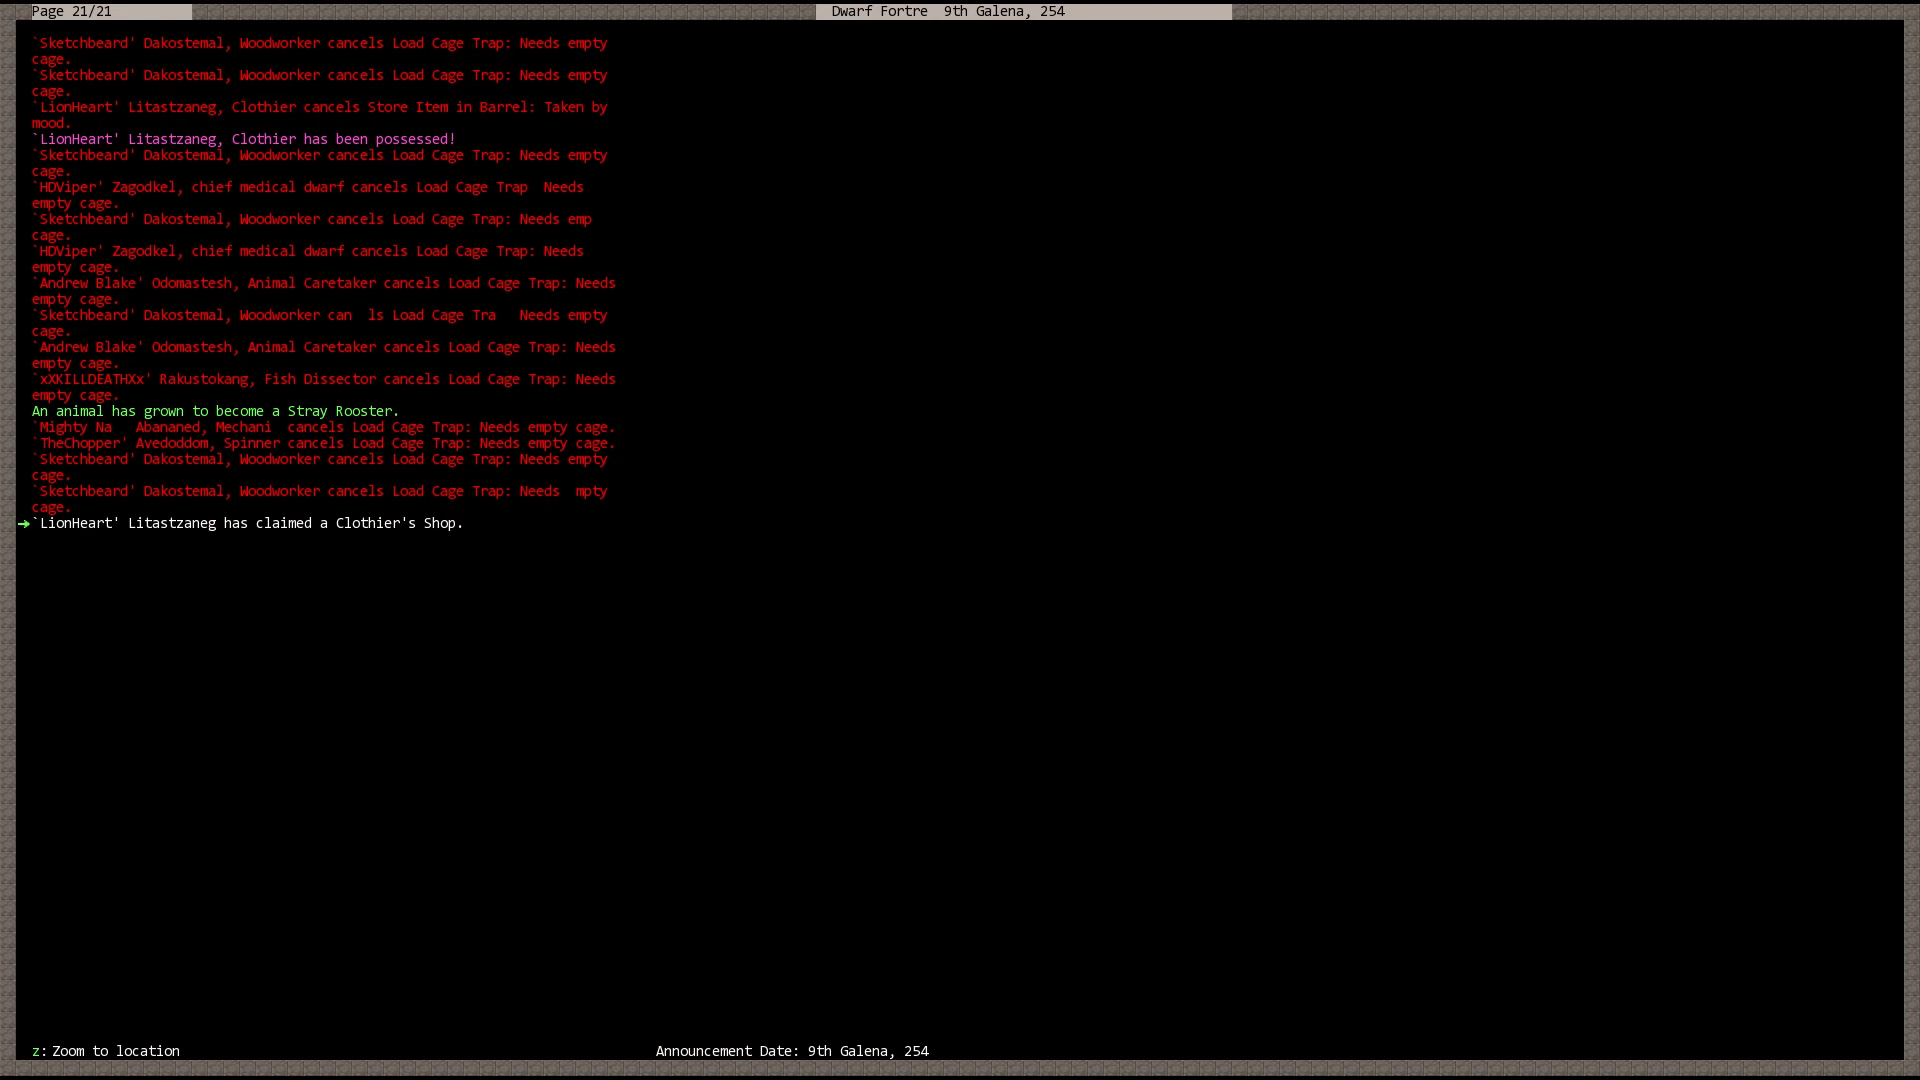 Page 21/21
Dwarf Fortre  9th Galena, 254
`Sketchbeard' Dakostemal, Woodworker cancels Load Cage Trap: Needs empty
cage.
`Sketchbeard' Dakostemal, Woodworker cancels Load Cage Trap: Needs empty
cage.
`LionHeart' Litastzaneg, Clothier cancels Store Item in Barrel: Taken by
mood.
`LionHeart' Litastzaneg, Clothier has been possessed!
`Sketchbeard' Dakostemal, Woodworker cancels Load Cage Trap: Needs empty
cage.
`HDViper' Zagodkel, chief medical dwarf cancels Load Cage Trap  Needs
empty cage.
`Sketchbeard' Dakostemal, Woodworker cancels Load Cage Trap: Needs emp
cage.
`HDViper' Zagodkel, chief medical dwarf cancels Load Cage Trap: Needs
empty cage.
`Andrew Blake' Odomastesh, Animal Caretaker cancels Load Cage Trap: Needs
empty cage.
`Sketchbeard' Dakostemal, Woodworker can  ls Load Cage Tra   Needs empty
cage.
`Andrew Blake' Odomastesh, Animal Caretaker cancels Load Cage Trap: Needs
empty cage.
`xXKILLDEATHXx' Rakustokang, Fish Dissector cancels Load Cage Trap: Needs
empty cage.
An animal has grown to become a Stray Rooster.
`Mighty Na   Abananed, Mechani  cancels Load Cage Trap: Needs empty cage.
`TheChopper' Avedoddom, Spinner cancels Load Cage Trap: Needs empty cage.
`Sketchbeard' Dakostemal, Woodworker cancels Load Cage Trap: Needs empty
cage.
`Sketchbeard' Dakostemal, Woodworker cancels Load Cage Trap: Needs  mpty
cage.
→`LionHeart' Litastzaneg has claimed a Clothier's Shop.
z: Zoom to location
Announcement Date: 9th Galena, 254